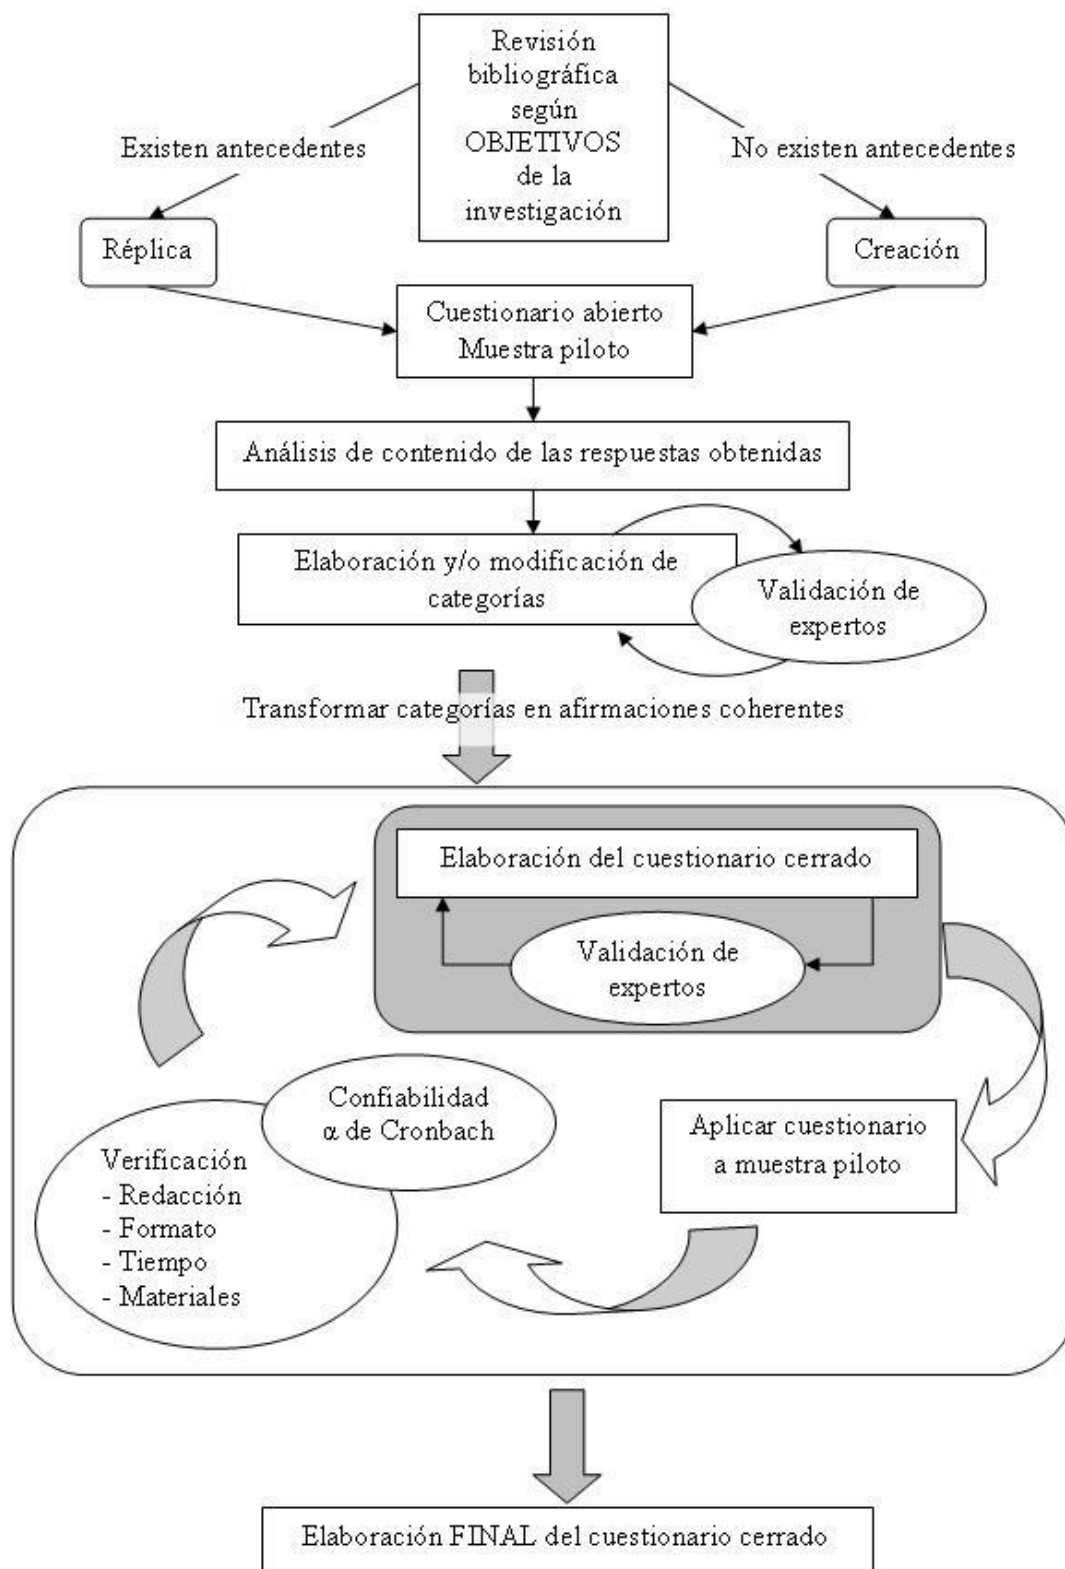 Revisión
bibliográfica
según
OBJETIVOS
de la
investigación
Existen antecedentes
No existen antecedentes
Réplica
Creación
Cuestionario abierto
Muestra piloto
Análisis de contenido de las respuestas obtenidas
Elaboración y/o modificación de
categorías
Validación de
expertos
Transformar categorías en afirmaciones coherentes
Elaboración del cuestionario cerrado
Validación de
expertos
Confiabilidad
α de Cronbach
Verificación
- Redacción
- Formato
- Tiempo
- Materiales
Aplicar cuestionario
a muestra piloto
Elaboración FINAL del cuestionario cerrado